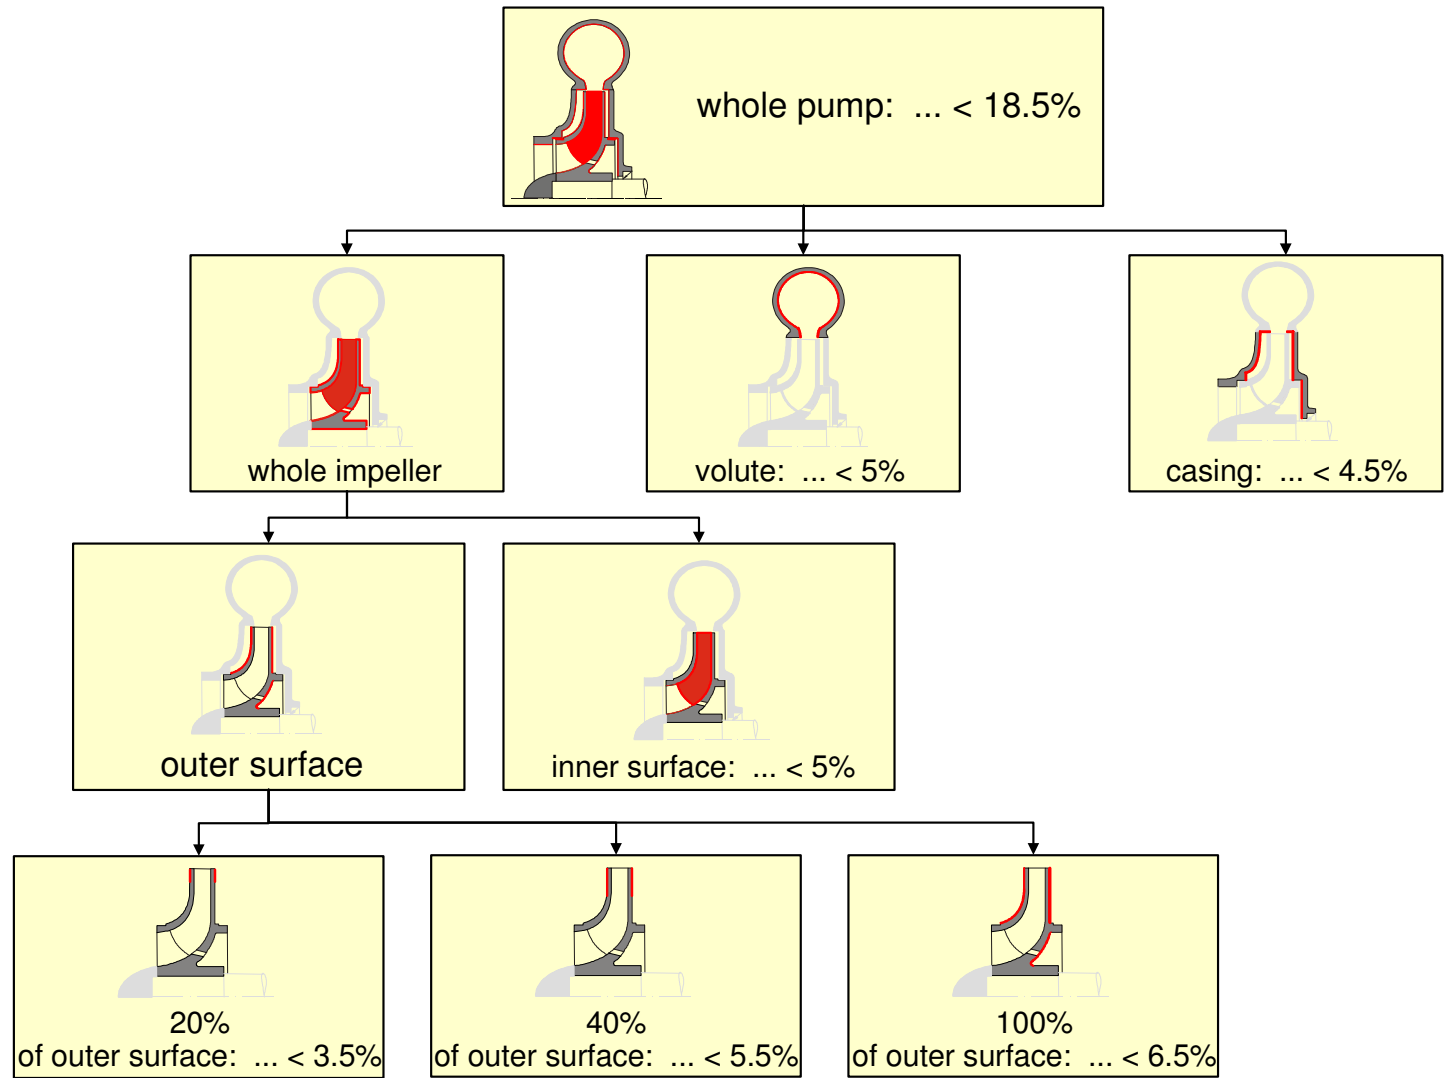 whole pump:  ... < 18.5%
whole impeller
volute:  ... < 5%
casing:  ... < 4.5%
outer surface
inner surface:  ... < 5%
20%
of outer surface:  ... < 3.5%
40%
of outer surface:  ... < 5.5%
100%
of outer surface:  ... < 6.5%